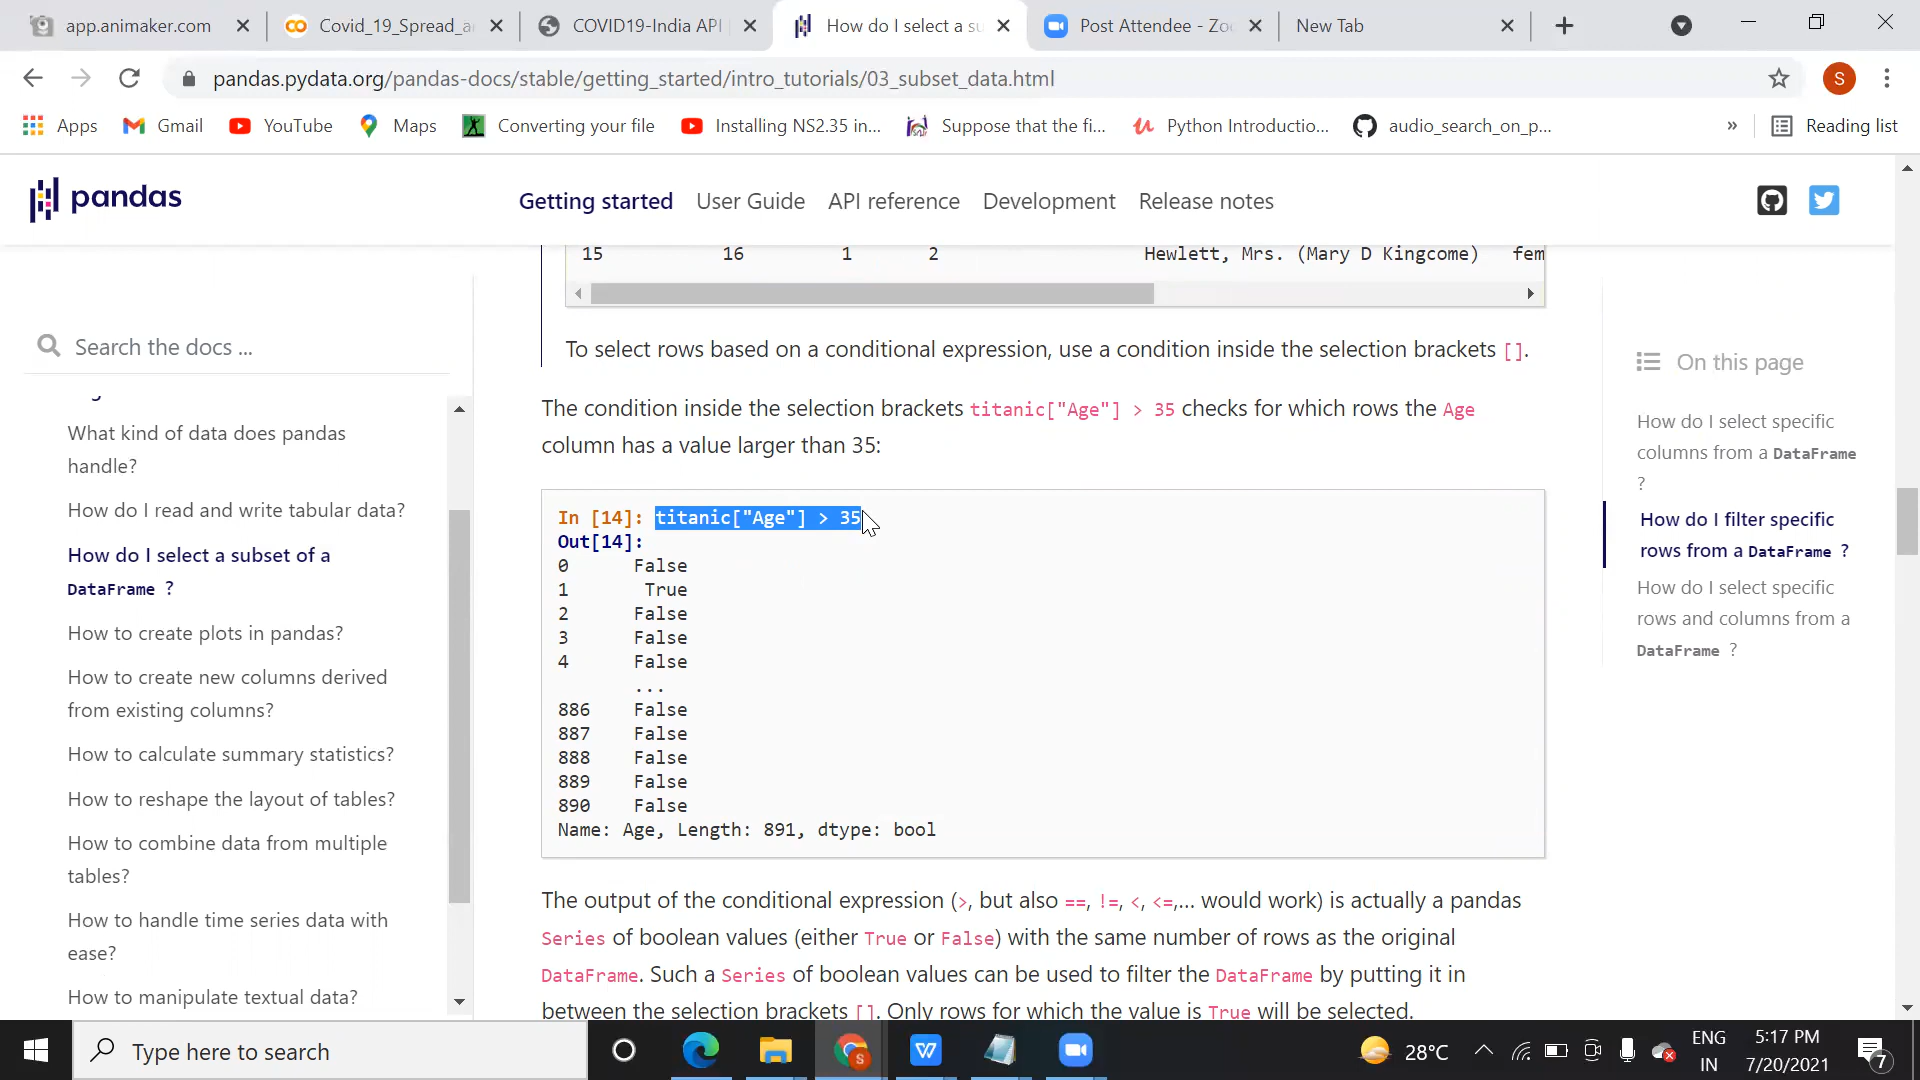 app.animaker.com
Covid_19_Spread_a
COVID19-India API
How do I select a su
Post Attendee - Zo
New Tab
pandas.pydata.org/pandas-docs/stable/getting_started/intro_tutorials/03_subset_data.html
S
Apps
Gmail
YouTube
Maps
Converting your file
Installing NS2.35 in...
Suppose that the fi...
Python Introductio...
audio_search_on_p...
»
Reading list
pandas
Getting started
User Guide
API reference
Development
Release notes
15 16 1 2 Hewlett, Mrs. (Mary D Kingcome) fem
To select rows based on a conditional expression, use a condition inside the selection brackets [].
The condition inside the selection brackets titanic["Age"] > 35 checks for which rows the Age
column has a value larger than 35:
In [14]: titanic["Age"] > 35
Out[14]:
0 False
1 True
2 False
3 False
4 False
...
886 False
887 False
888 False
889 False
890 False
Name: Age, Length: 891, dtype: bool
The output of the conditional expression (>, but also ==, !=, <, <=,... would work) is actually a pandas
Series of boolean values (either True or False) with the same number of rows as the original
DataFrame. Such a Series of boolean values can be used to filter the DataFrame by putting it in
between the selection brackets []. Only rows for which the value is True will be selected.
Search the docs ...
What kind of data does pandas
handle?
How do I read and write tabular data?
How do I select a subset of a
DataFrame ?
How to create plots in pandas?
How to create new columns derived
from existing columns?
How to calculate summary statistics?
How to reshape the layout of tables?
How to combine data from multiple
tables?
How to handle time series data with
ease?
How to manipulate textual data?
On this page
How do I select specific
columns from a DataFrame
?
How do I filter specific
rows from a DataFrame ?
How do I select specific
rows and columns from a
DataFrame ?
Type here to search
S
W
28°C
ENG
IN
5:17 PM
7/20/2021
7